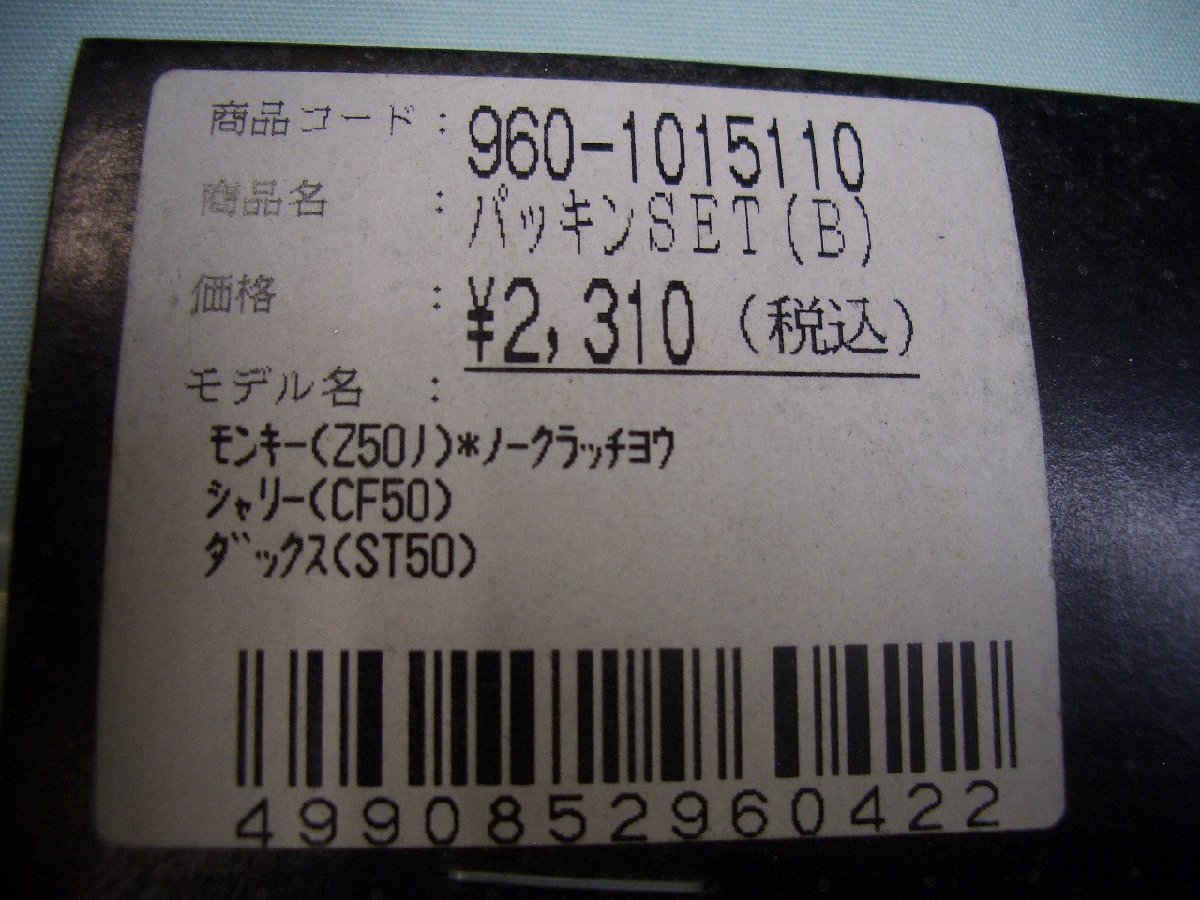 商品コード : 960-1015110
商品名 : パッキンSET(B)
価格 : ¥2,310 (税込)
モデル名 :
ﾓﾝｷｰ(Z50J)*ﾉｰｸﾗｯﾁﾖｳ
ｼｬﾘｰ(CF50)
ﾀﾞｯｸｽ(ST50)
4990852960422